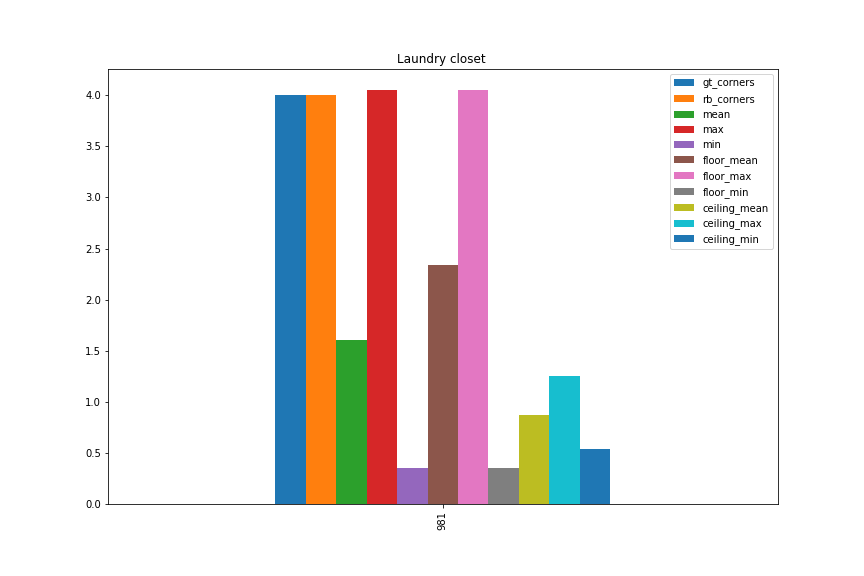 Laundry closet
4.0
3.5
3.0
2.5
2.0
1.5
1.0
0.5
0.0
981
gt_corners
rb_corners
mean
max
min
floor_mean
floor_max
floor_min
ceiling_mean
ceiling_max
ceiling_min